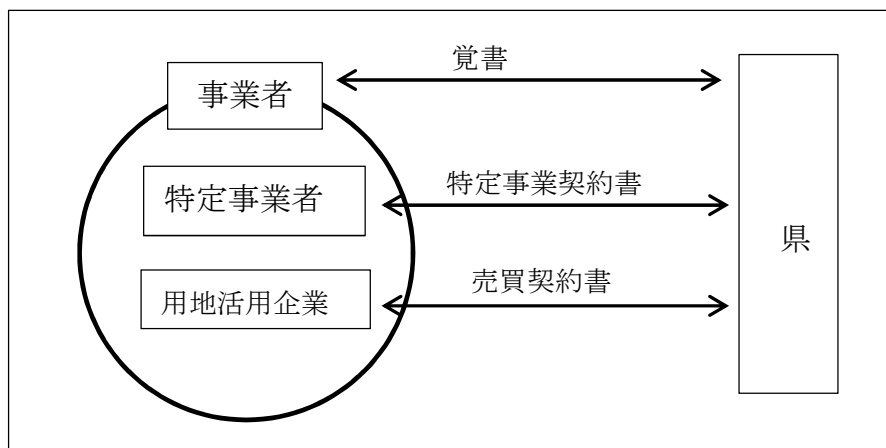 覚書
事業者
特定事業契約書
特定事業者
県
売買契約書
用地活用企業